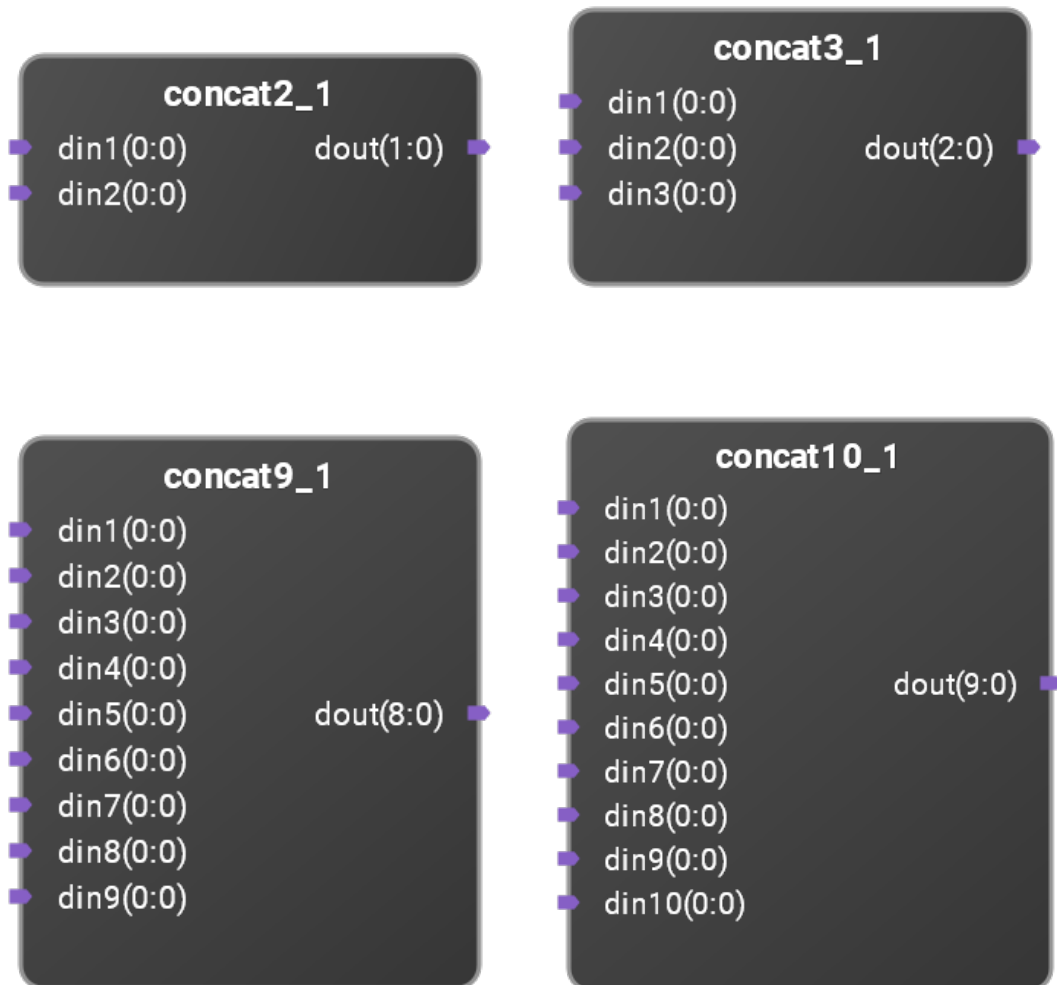 concat2_1
din1(0:0) dout(1:0)
din2(0:0)
concat3_1
din1(0:0)
din2(0:0) dout(2:0)
din3(0:0)
concat9_1
din1(0:0)
din2(0:0)
din3(0:0)
din4(0:0)
din5(0:0) dout(8:0)
din6(0:0)
din7(0:0)
din8(0:0)
din9(0:0)
concat10_1
din1(0:0)
din2(0:0)
din3(0:0)
din4(0:0)
din5(0:0) dout(9:0)
din6(0:0)
din7(0:0)
din8(0:0)
din9(0:0)
din10(0:0)